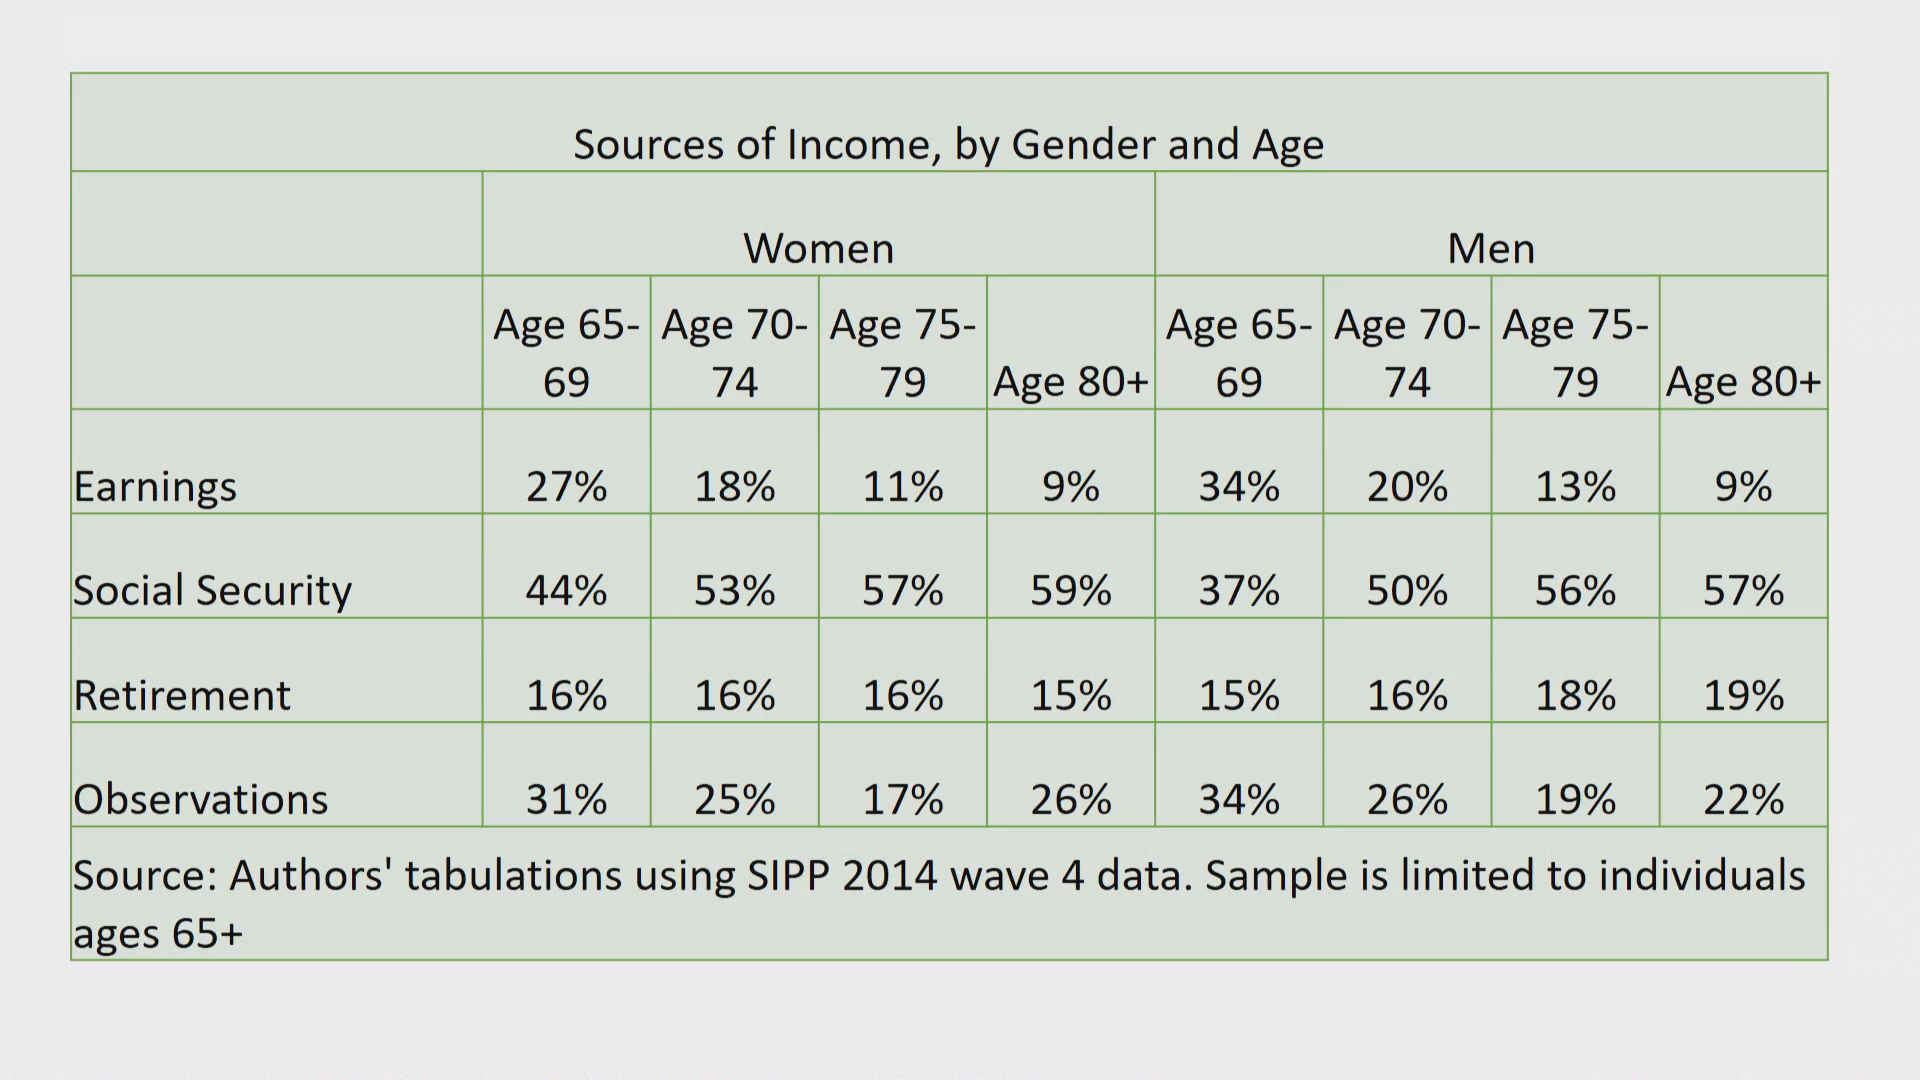 Sources of Income, by Gender and Age
Women Men
Age 65-69 Age 70-74 Age 75-79 Age 80+ Age 65-69 Age 70-74 Age 75-79 Age 80+
Earnings 27% 18% 11% 9% 34% 20% 13% 9%
Social Security 44% 53% 57% 59% 37% 50% 56% 57%
Retirement 16% 16% 16% 15% 15% 16% 18% 19%
Observations 31% 25% 17% 26% 34% 26% 19% 22%
Source: Authors' tabulations using SIPP 2014 wave 4 data. Sample is limited to individuals
ages 65+